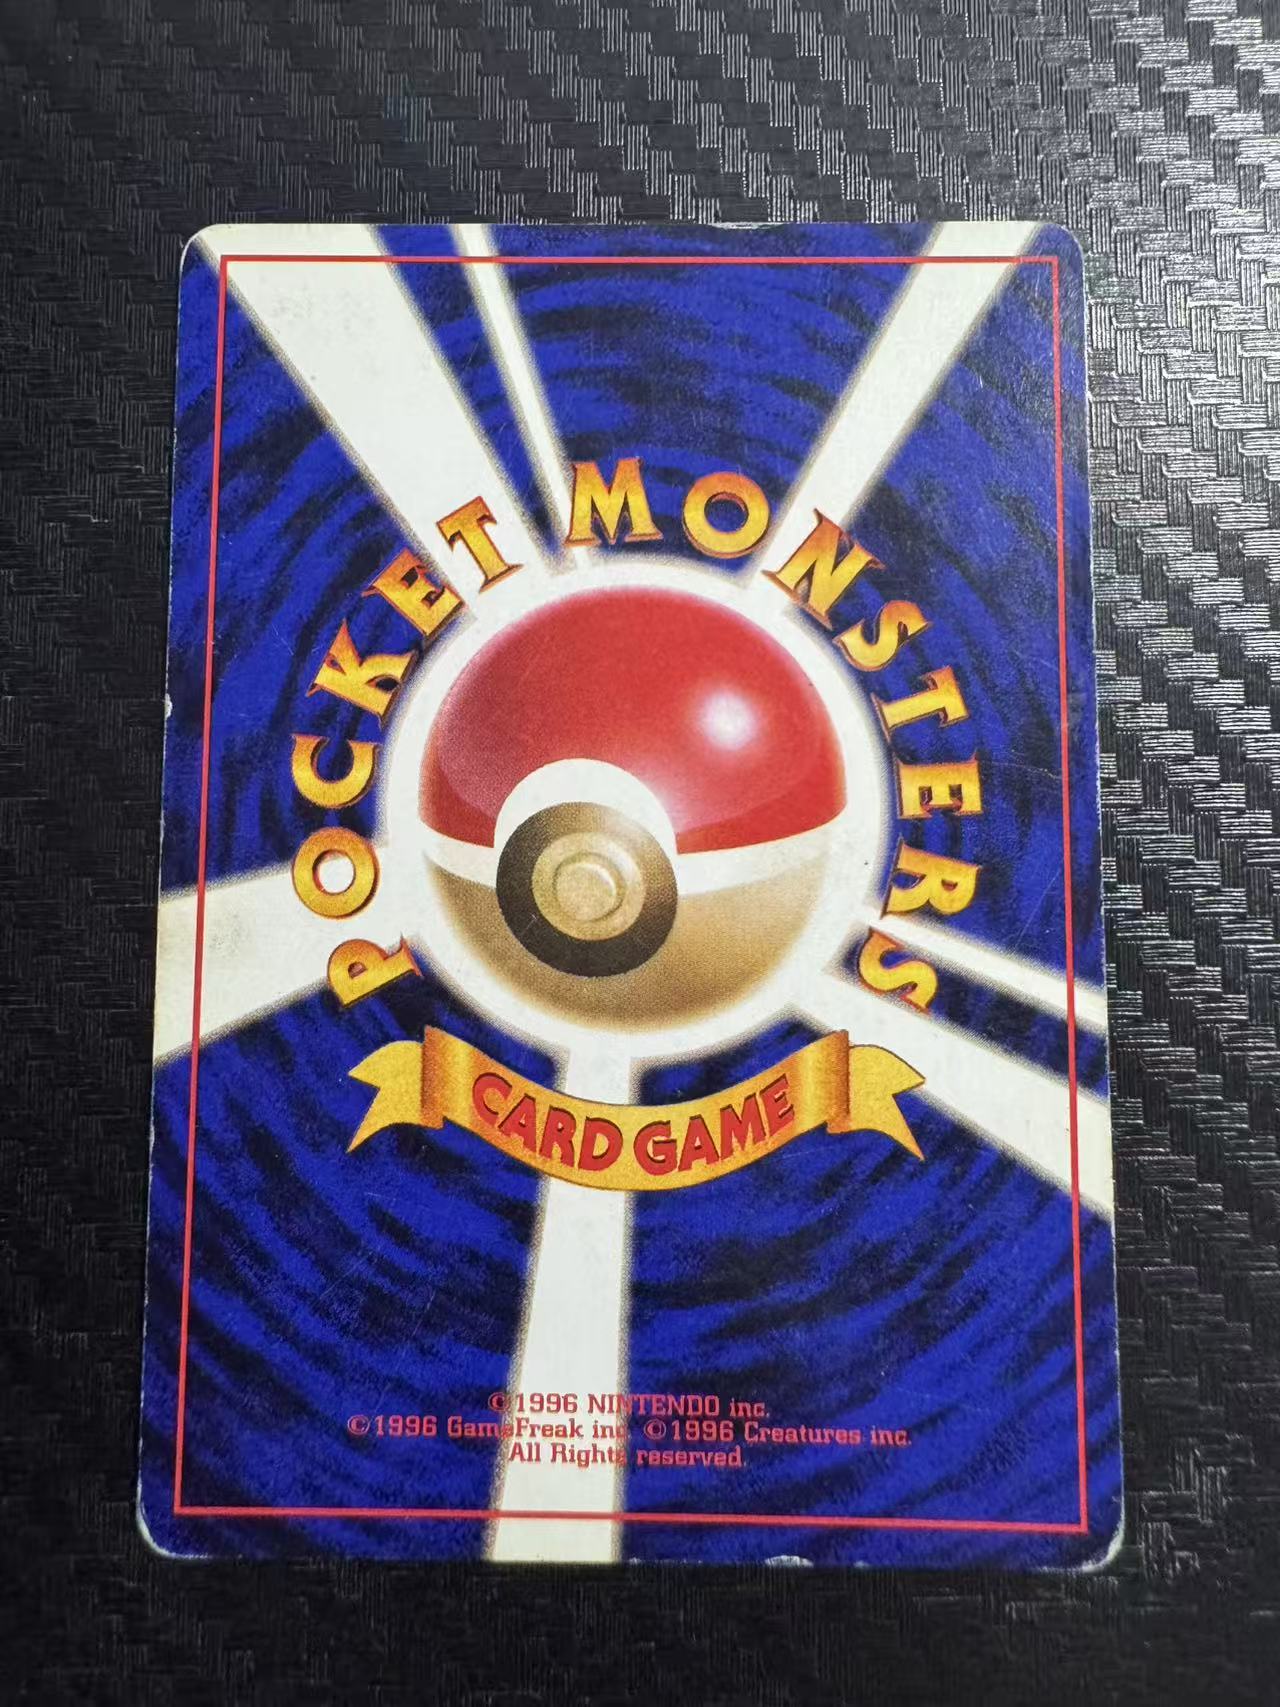 POCKET MONSTERS
CARD GAME
©1996 NINTENDO inc.
©1996 GameFreak inc. ©1996 Creatures inc.
All Rights reserved.